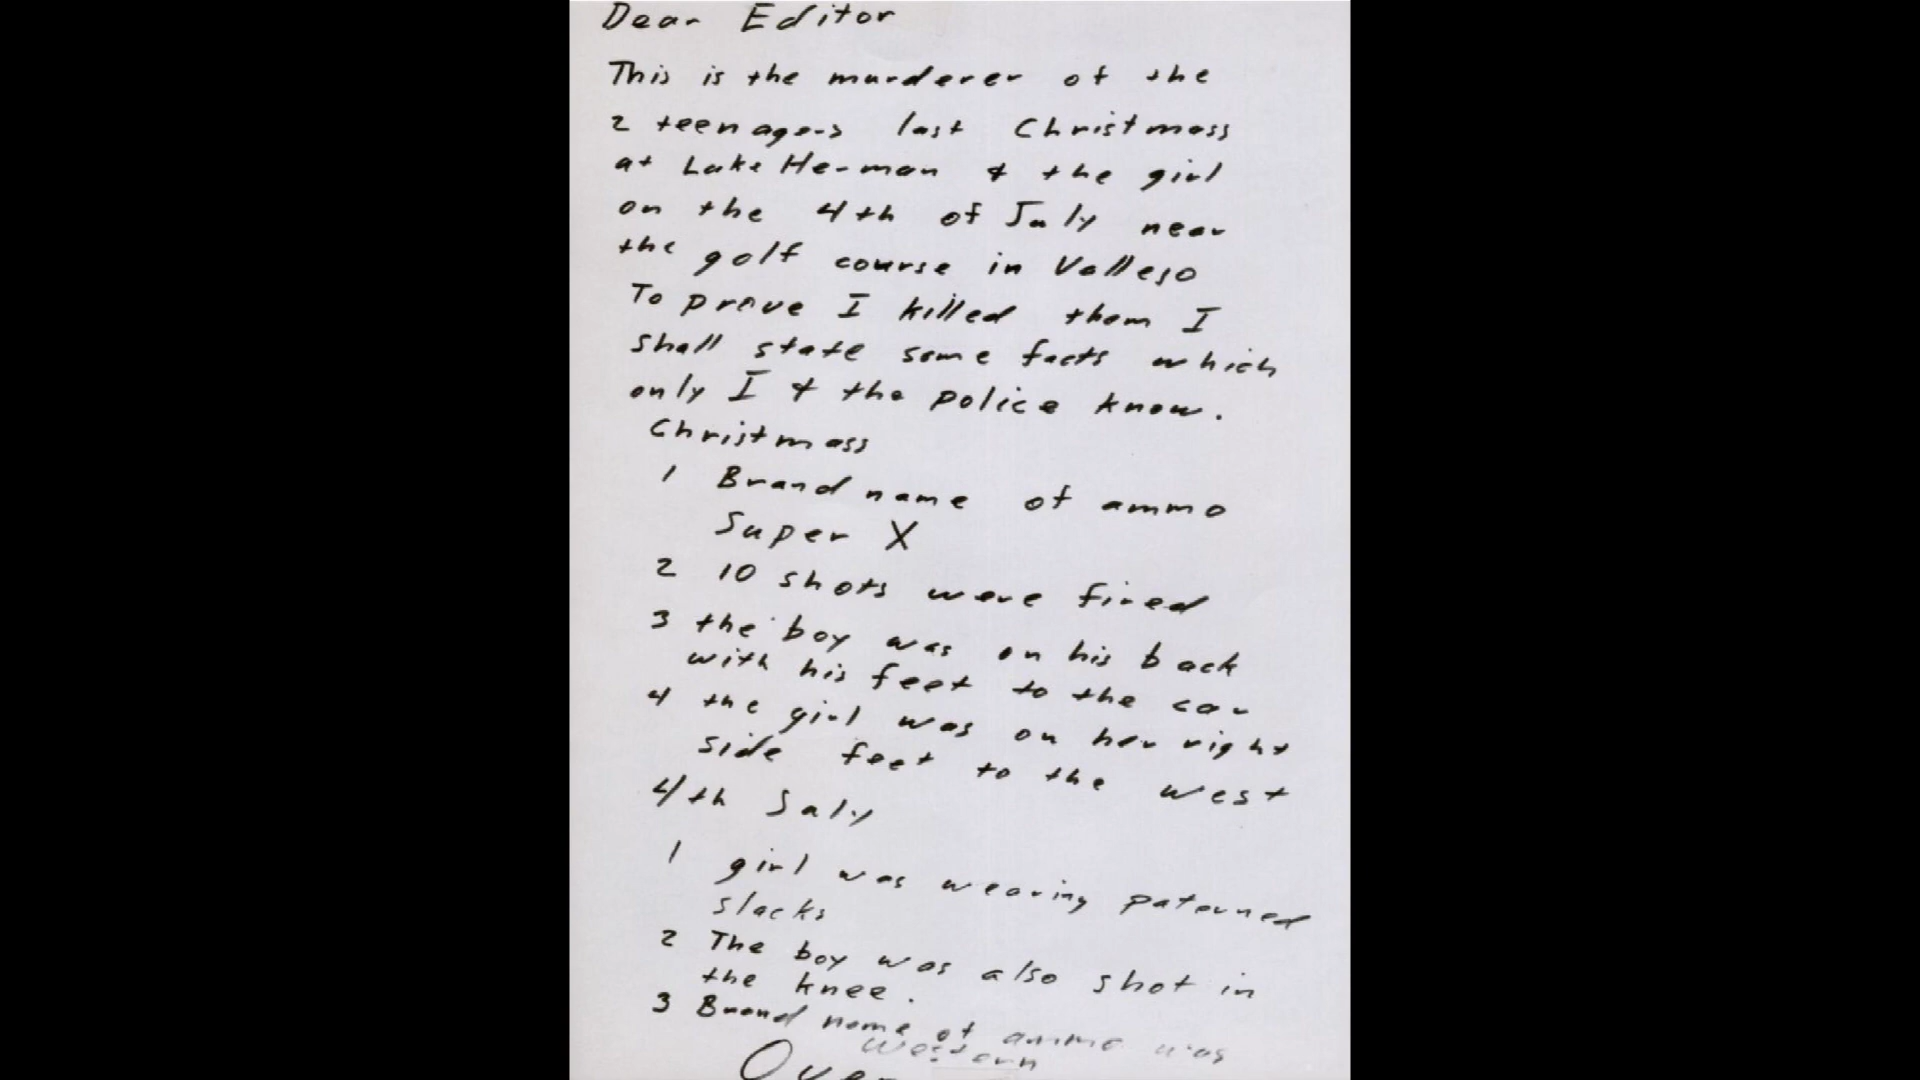 Dear Editor
This is the murderer of the
2 teenagers last Christmass
at Lake Herman & the girl
on the 4th of July near
the golf course in Vallejo
To prove I killed them I
shall state some facts which
only I & the police know.
Christmass
1 Brand name of ammo
Super X
2 10 shots were fired
3 the boy was on his back
with his feet to the car
4 the girl was on her right
side feet to the west
4th July
1 girl was wearing paterned
slacks
2 The boy was also shot in
the knee.
3 Brand name of ammo was
Western
Over